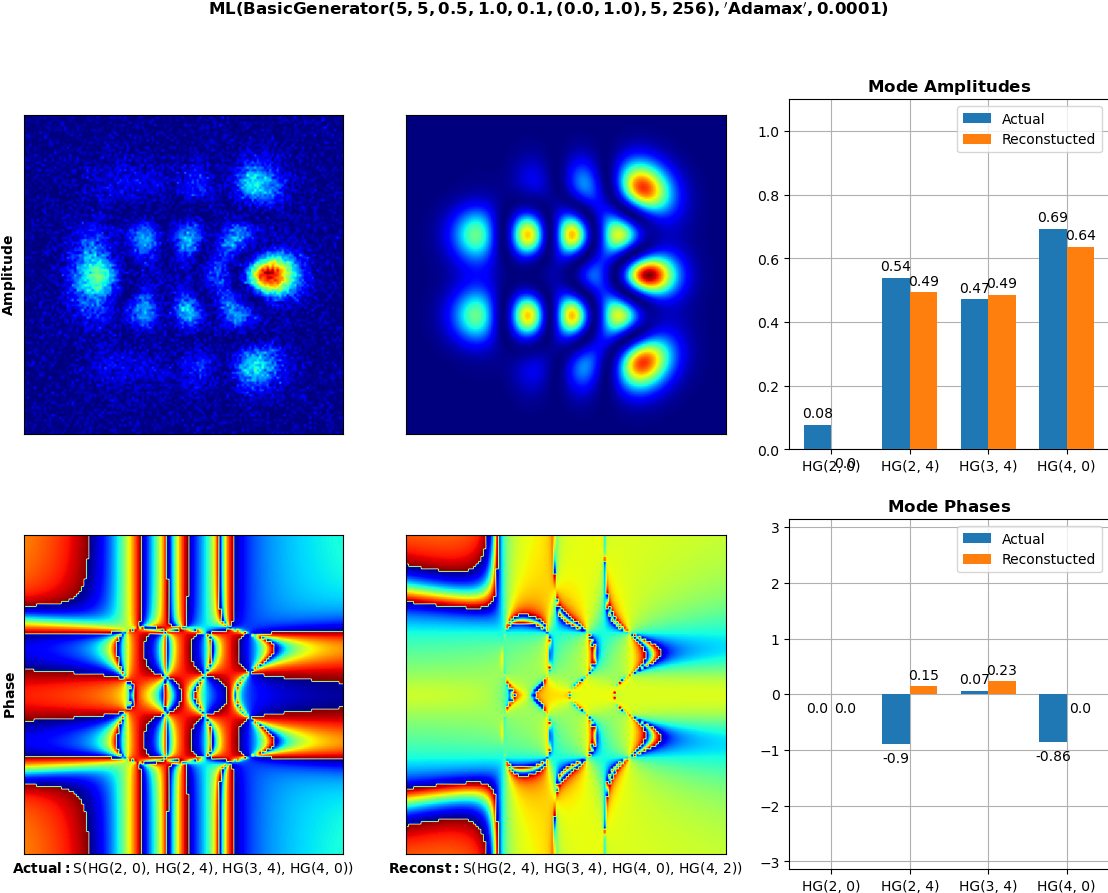 ML(BasicGenerator(5, 5, 0.5, 1.0, 0.1, (0.0, 1.0), 5, 256), 'Adamax', 0.0001)
Amplitude
Mode Amplitudes
Actual
Reconstucted
1.0
0.8
0.6
0.4
0.2
0.0
0.08
0.0
0.54
0.49
0.47
0.49
0.69
0.64
HG(2, 0)
HG(2, 4)
HG(3, 4)
HG(4, 0)
Phase
Actual: S(HG(2, 0), HG(2, 4), HG(3, 4), HG(4, 0))
Reconst: S(HG(2, 4), HG(3, 4), HG(4, 0), HG(4, 2))
Mode Phases
Actual
Reconstucted
3
2
1
0
−1
−2
−3
0.0
0.0
-0.9
0.15
0.07
0.23
-0.86
0.0
HG(2, 0)
HG(2, 4)
HG(3, 4)
HG(4, 0)